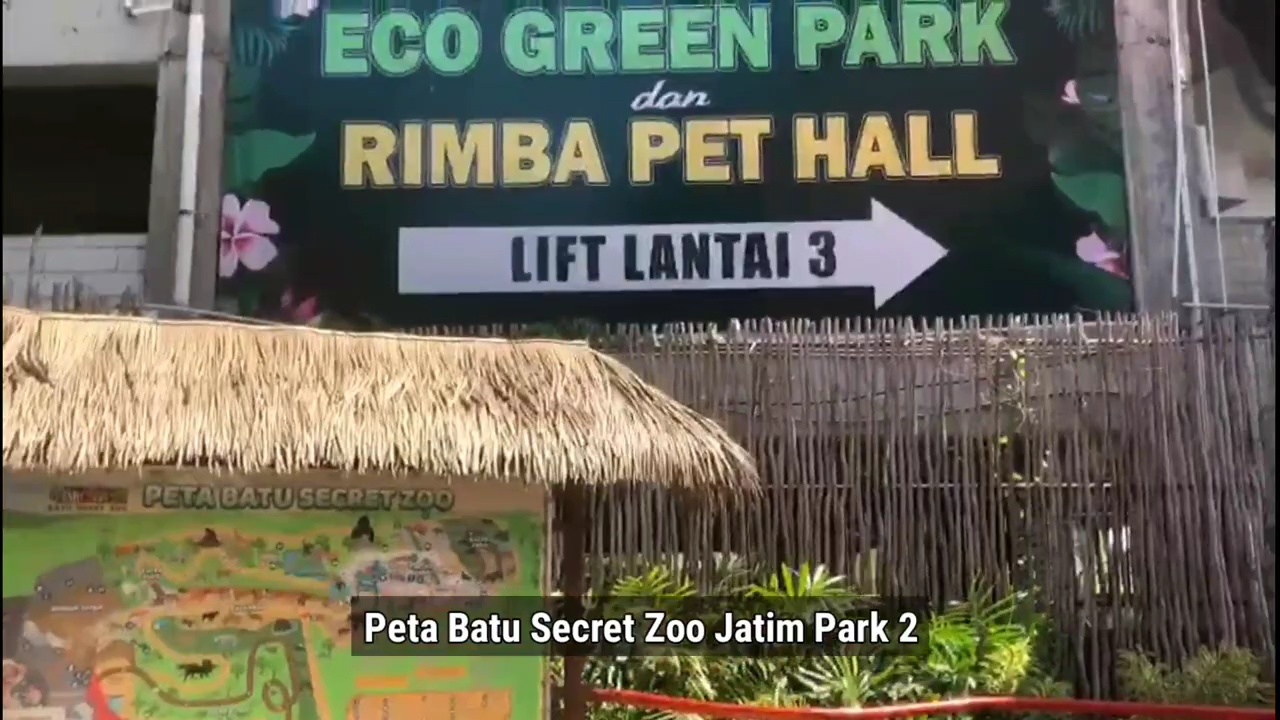 ECO GREEN PARK
dan
RIMBA PET HALL
LIFT LANTAI 3
PETA BATU SECRET ZOO
Peta Batu Secret Zoo Jatim Park 2